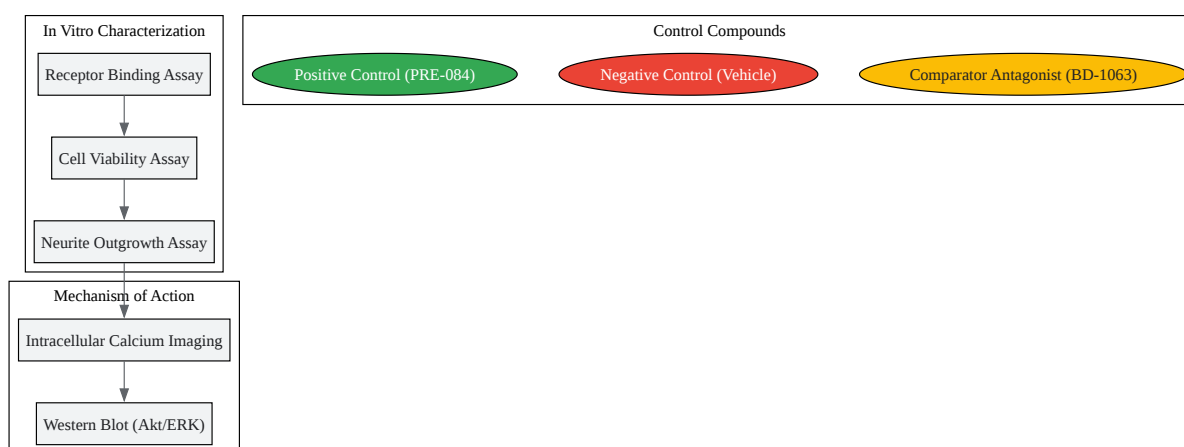 In Vitro Characterization
Receptor Binding Assay
Cell Viability Assay
Neurite Outgrowth Assay
Mechanism of Action
Intracellular Calcium Imaging
Western Blot (Akt/ERK)
Control Compounds
Positive Control (PRE-084)
Negative Control (Vehicle)
Comparator Antagonist (BD-1063)